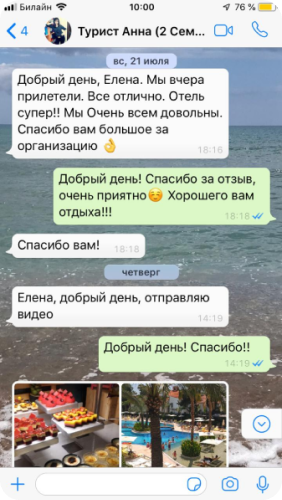 Билайн 10:00 76 %
4 Турист Анна (2 Сем...
вс, 21 июля
Добрый день, Елена. Мы вчера
прилетели. Все отлично. Отель
супер!! Мы Очень всем довольны.
Спасибо вам большое за
организацию 👌
18:16
Добрый день! Спасибо за отзыв,
очень приятно☺️ Хорошего вам
отдыха!!!
18:18
Спасибо вам!
18:18
четверг
Елена, добрый день, отправляю
видео
14:19
Добрый день! Спасибо!!
14:19